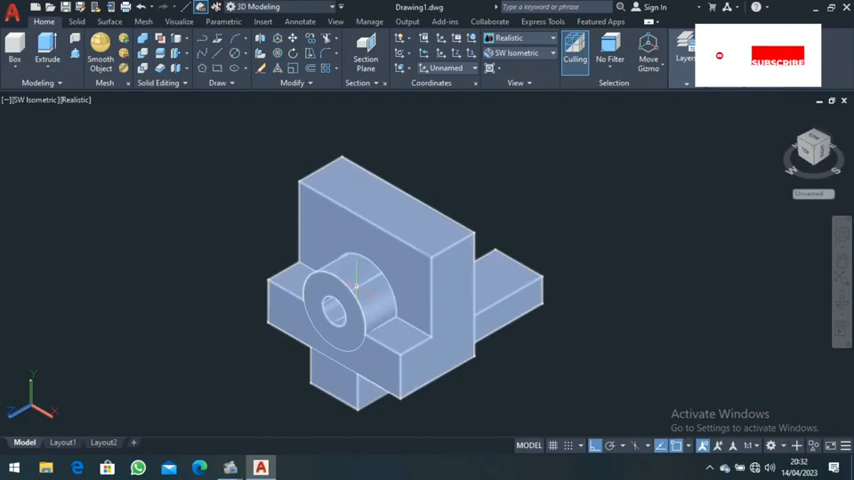 3D Modeling
Drawing1.dwg
Type a keyword or phrase
Sign In
Home Solid Surface Mesh Visualize Parametric Insert Annotate View Manage Output Add-ins Collaborate Express Tools Featured Apps
Box
Extrude
Smooth
Object
Section
Plane
Realistic
SW Isometric
Unnamed
Culling
No Filter
Move
Gizmo
Layers
SUBSCRIBE
Modeling
Mesh
Solid Editing
Modify
Section
Coordinates
View
Selection
[−][SW Isometric][Realistic]
W
S
Unnamed
Y
Z
X
Activate Windows
Go to Settings to activate Windows.
Model Layout1 Layout2 +
MODEL
1:1
20:32
14/04/2023